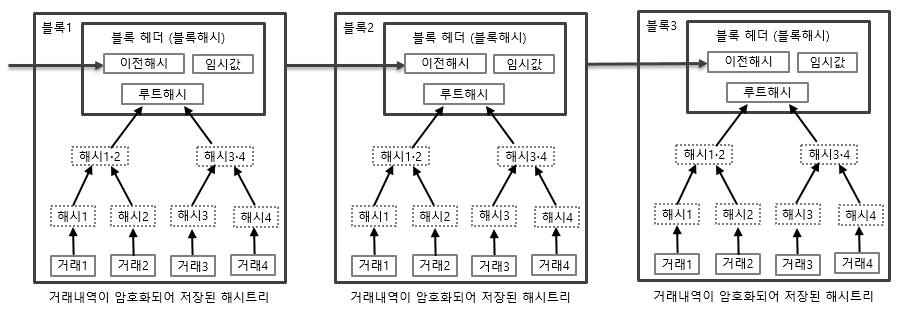 블록1
블록 헤더 (블록해시)
이전해시
임시값
루트해시
해시1·2
해시3·4
해시1
해시2
해시3
해시4
거래1
거래2
거래3
거래4
거래내역이 암호화되어 저장된 해시트리
블록2
블록 헤더 (블록해시)
이전해시
임시값
루트해시
해시1·2
해시3·4
해시1
해시2
해시3
해시4
거래1
거래2
거래3
거래4
거래내역이 암호화되어 저장된 해시트리
블록3
블록 헤더 (블록해시)
이전해시
임시값
루트해시
해시1·2
해시3·4
해시1
해시2
해시3
해시4
거래1
거래2
거래3
거래4
거래내역이 암호화되어 저장된 해시트리